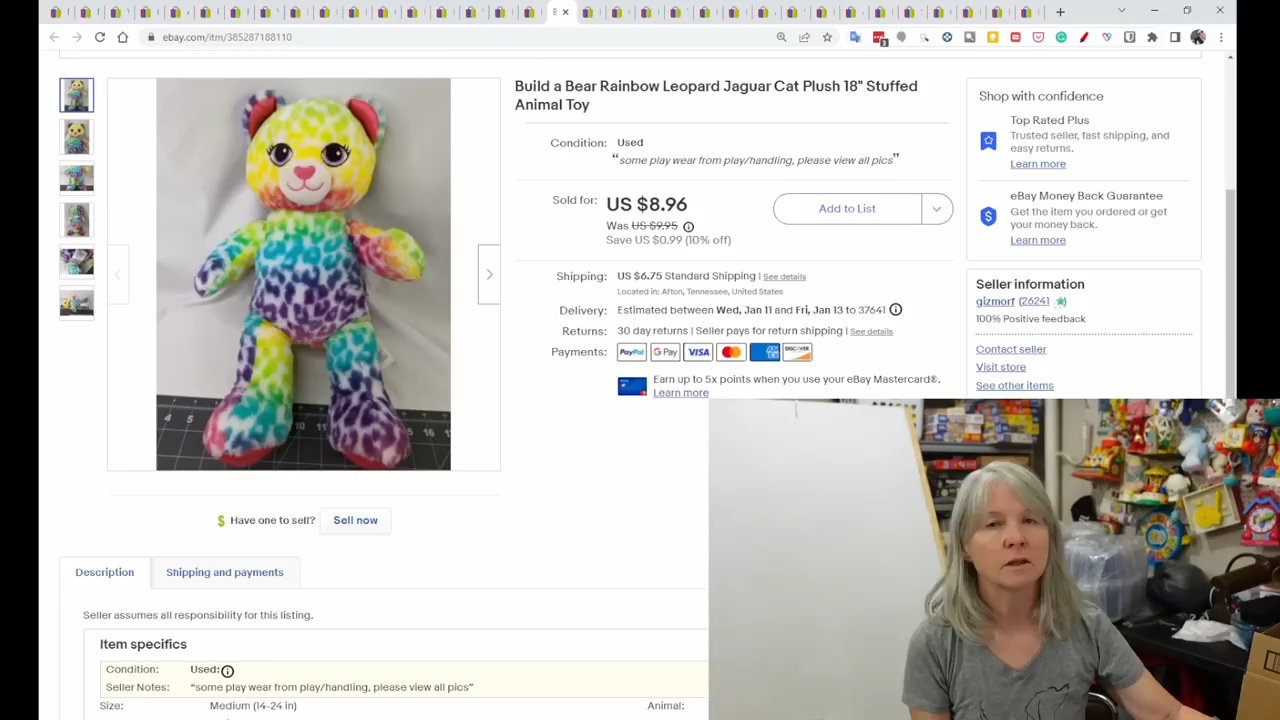 ebay.com/itm/385287188110
Build a Bear Rainbow Leopard Jaguar Cat Plush 18" Stuffed
Animal Toy
Condition: Used
“some play wear from play/handling, please view all pics”
Sold for: US $8.96
Was US $9.95
Save US $0.99 (10% off)
Add to List
Shipping: US $6.75 Standard Shipping | See details
Located in: Afton, Tennessee, United States
Delivery: Estimated between Wed, Jan 11 and Fri, Jan 13 to 37641
Returns: 30 day returns | Seller pays for return shipping | See details
Payments: PayPal G Pay VISA DISCOVER
Earn up to 5x points when you use your eBay Mastercard®.
Learn more
Shop with confidence
Top Rated Plus
Trusted seller, fast shipping, and
easy returns.
Learn more
eBay Money Back Guarantee
Get the item you ordered or get
your money back.
Learn more
Seller information
gizmorf (26241)
100% Positive feedback
Contact seller
Visit store
See other items
Have one to sell? Sell now
Description Shipping and payments
Seller assumes all responsibility for this listing.
Item specifics
Condition: Used:
Seller Notes: “some play wear from play/handling, please view all pics”
Size: Medium (14-24 in) Animal: